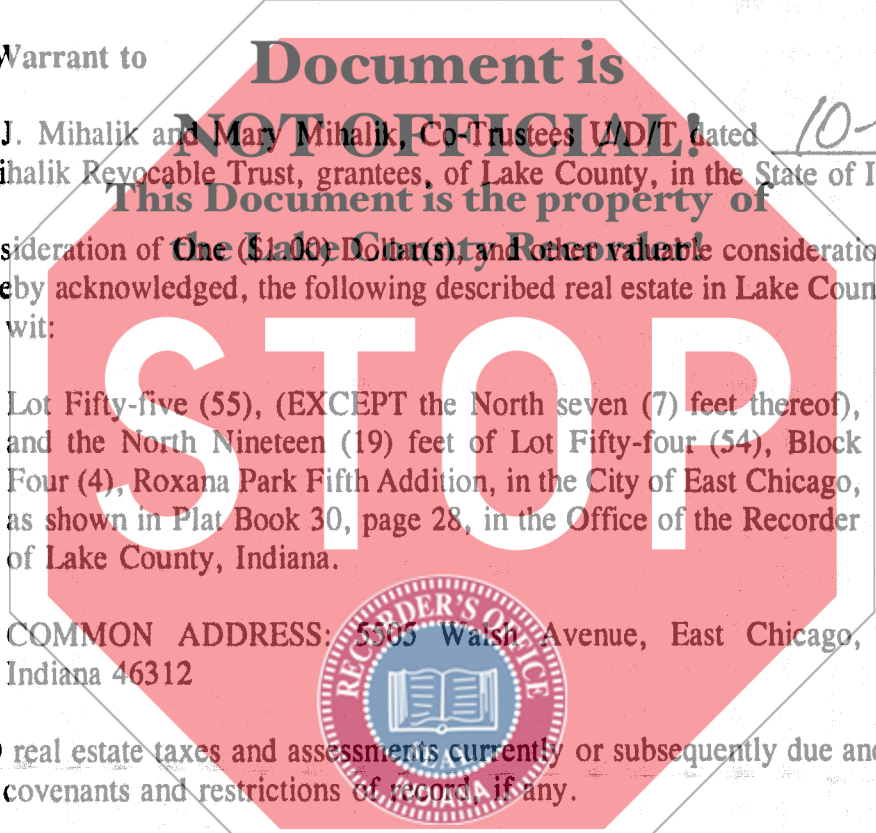 Warrant to
Document is
NOT OFFICIAL!
This Document is the property of
the Lake County Recorder!
J. Mihalik and Mary Mihalik, Co-Trustees U/D/T dated 10-
ihalik Revocable Trust, grantees, of Lake County, in the State of I
sideration of One ($1.00) Dollar(s), and other valuable consideratio
eby acknowledged, the following described real estate in Lake Coun
wit:
STOP
Lot Fifty-five (55), (EXCEPT the North seven (7) feet thereof),
and the North Nineteen (19) feet of Lot Fifty-four (54), Block
Four (4), Roxana Park Fifth Addition, in the City of East Chicago,
as shown in Plat Book 30, page 28, in the Office of the Recorder
of Lake County, Indiana.
COMMON ADDRESS: 5505 Walsh Avenue, East Chicago,
Indiana 46312
RECORDER'S OFFICE
real estate taxes and assessments currently or subsequently due and
covenants and restrictions of record, if any.